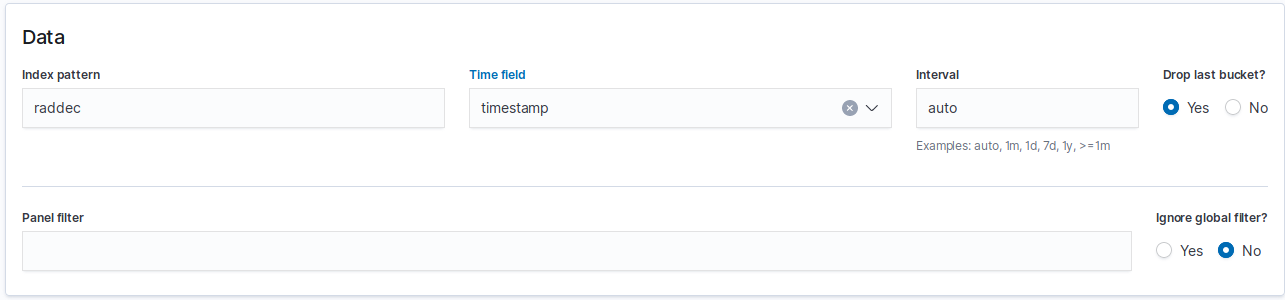 Data
Index pattern
Time field
Interval
Drop last bucket?
raddec
timestamp
auto
Yes
No
Examples: auto, 1m, 1d, 7d, 1y, >=1m
Panel filter
Ignore global filter?
Yes
No